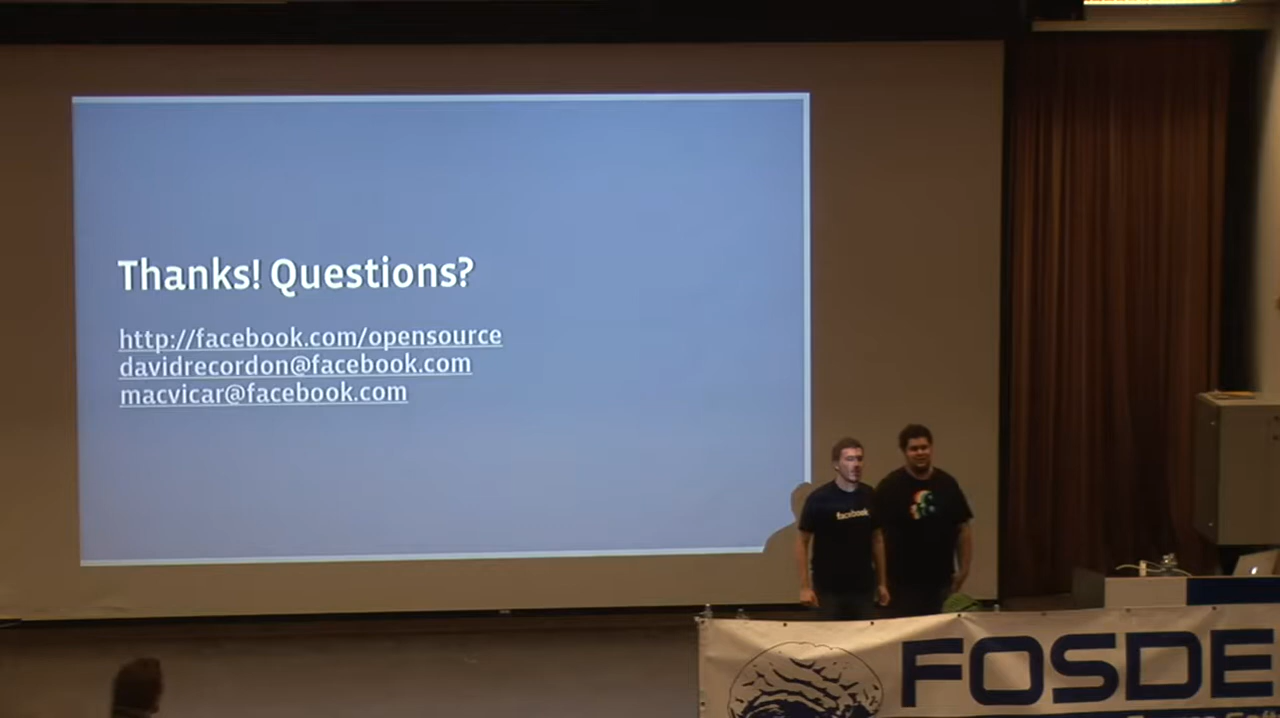 Thanks! Questions?
http://facebook.com/opensource
davidrecordon@facebook.com
macvicar@facebook.com
facebook
FOSDE